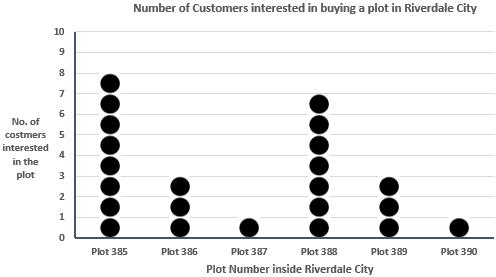 Number of Customers interested in buying a plot in Riverdale City
10
9
8
7
6
5
4
3
2
1
0
No. of
costmers
interested
in the
plot
Plot 385 Plot 386 Plot 387 Plot 388 Plot 389 Plot 390
Plot Number inside Riverdale City